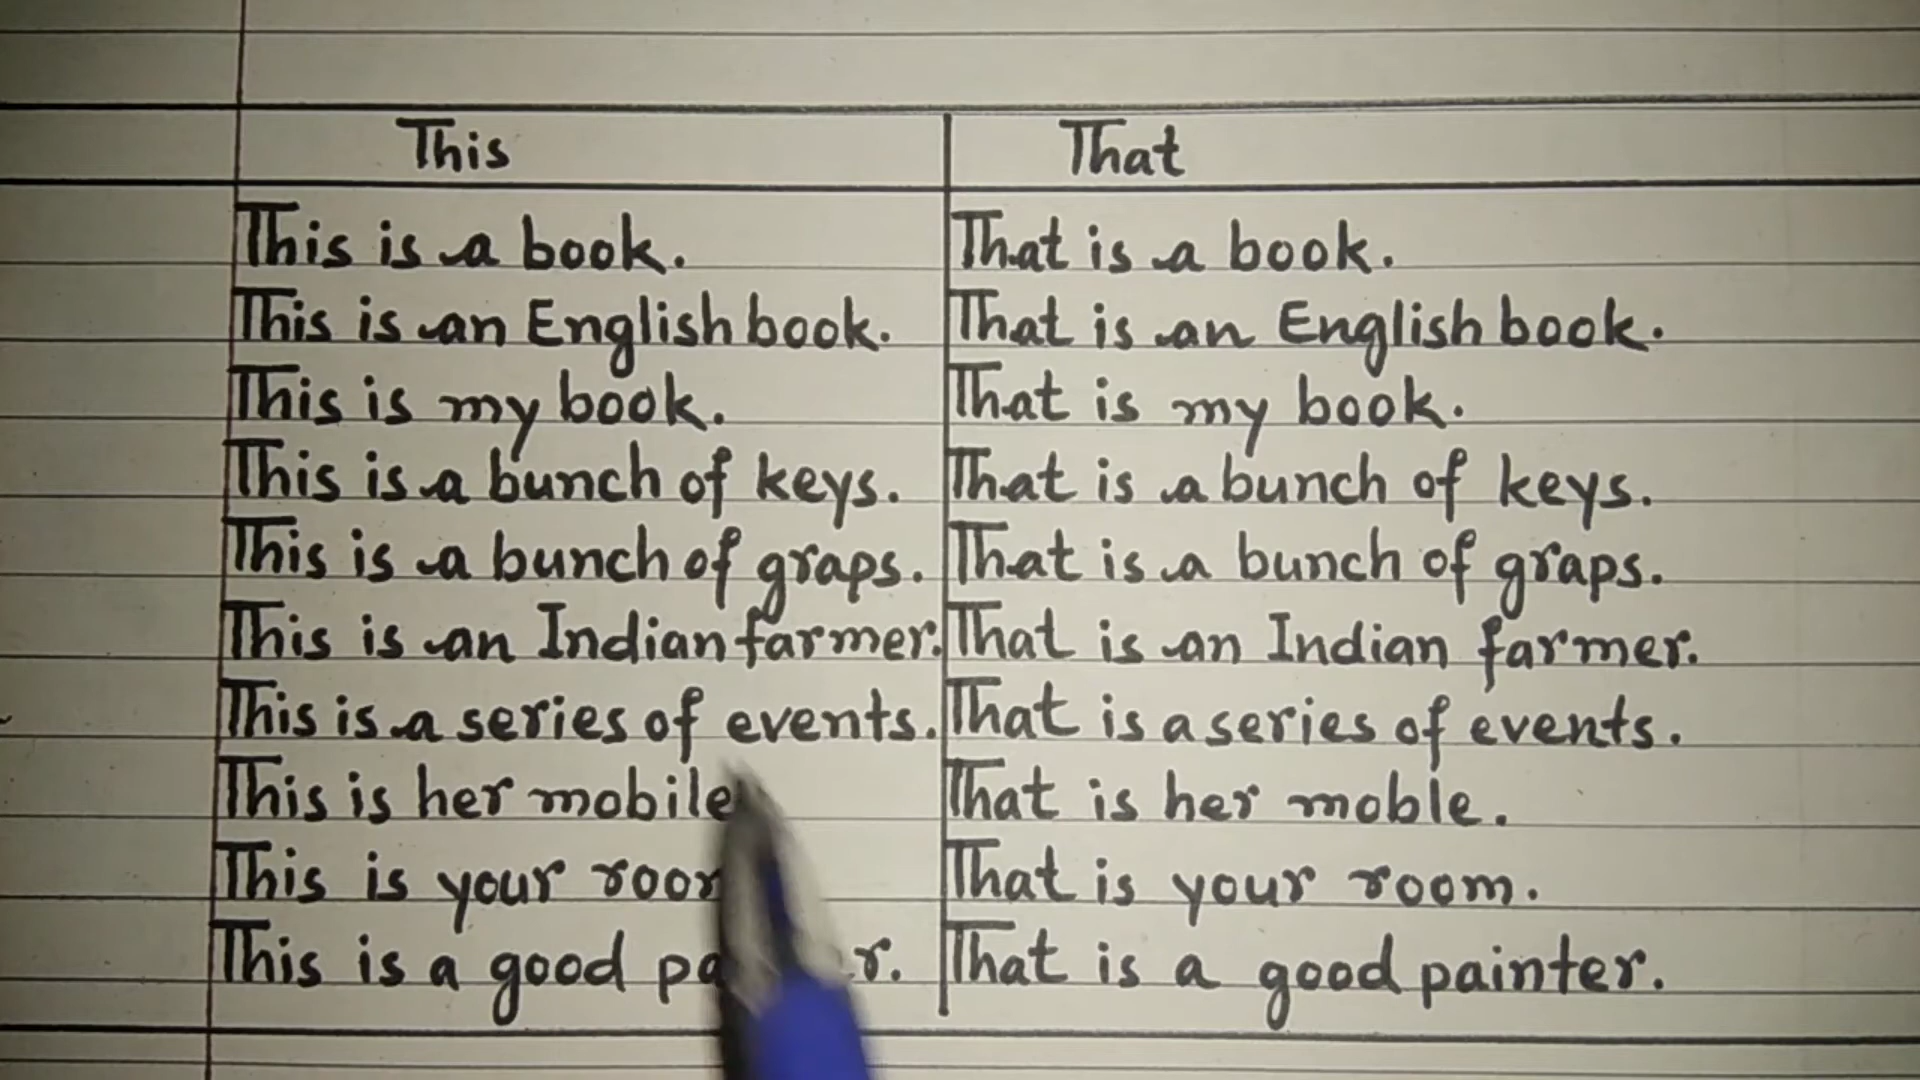 This That
This is a book. That is a book.
This is an English book. That is an English book.
This is my book. That is my book.
This is a bunch of keys. That is a bunch of keys.
This is a bunch of graps. That is a bunch of graps.
This is an Indian farmer. That is an Indian farmer.
This is a series of events. That is a series of events.
This is her mobile That is her moble.
This is your That is your room.
This is a good That is a good painter.